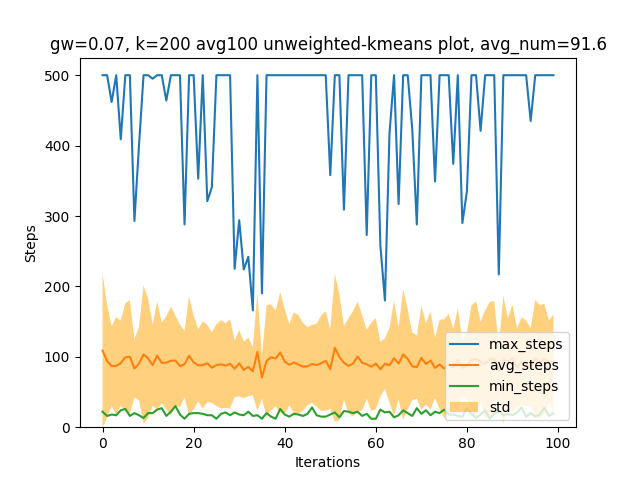 gw=0.07, k=200 avg100 unweighted-kmeans plot, avg_num=91.6
500
400
300
200
100
0
Steps
max_steps
avg_steps
min_steps
std
0
20
40
60
80
100
Iterations